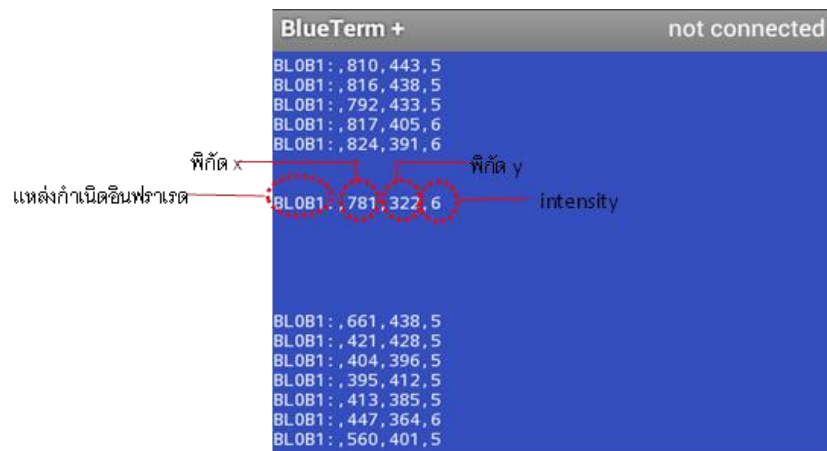 BlueTerm + not connected
BLOB1:,810,443,5
BLOB1:,816,438,5
BLOB1:,792,433,5
BLOB1:,817,405,6
BLOB1:,824,391,6
พิกัด x
พิกัด y
แหล่งกำเนิดอินฟราเรด
BLOB1:,781,322,6
intensity
BLOB1:,661,438,5
BLOB1:,421,428,5
BLOB1:,404,396,5
BLOB1:,395,412,5
BLOB1:,413,385,5
BLOB1:,447,364,6
BLOB1:,560,401,5